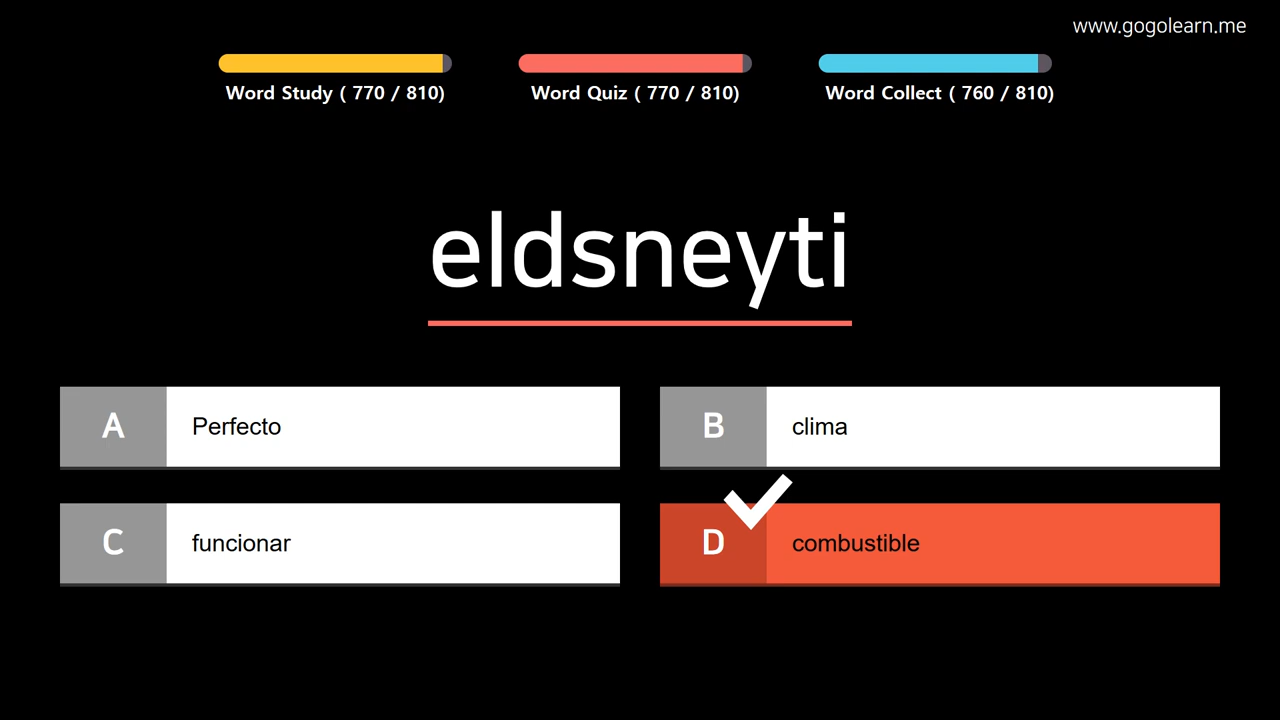 www.gogolearn.me
Word Study ( 770 / 810)
Word Quiz ( 770 / 810)
Word Collect ( 760 / 810)
eldsneyti
A Perfecto
B clima
C funcionar
D combustible